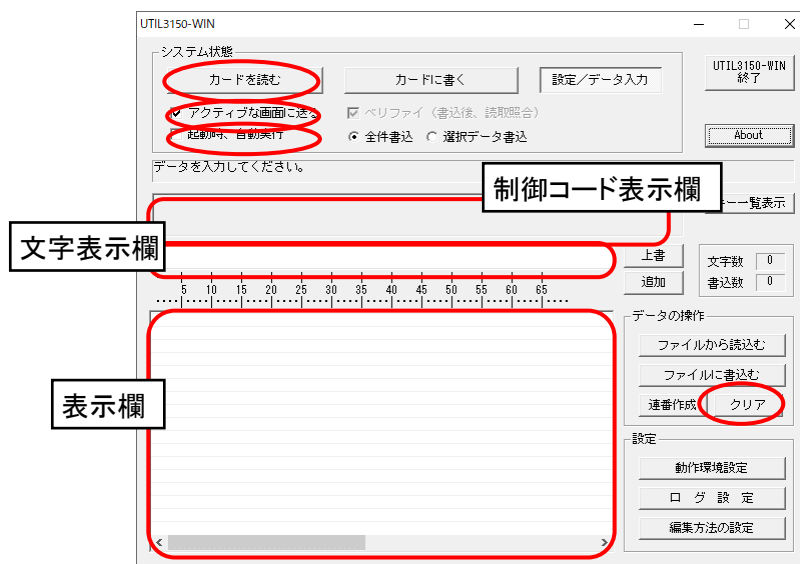 UTIL3150-WIN
システム状態
カードを読む
カードに書く
設定／データ入力
UTIL3150-WIN
終了
アクティブな画面に送る
ベリファイ（書込後、読取照合）
起動時、自動実行
全件書込
選択データ書込
About
データを入力してください。
制御コード表示欄
キー一覧表示
文字表示欄
上書
追加
文字数 0
書込数 0
5 10 15 20 25 30 35 40 45 50 55 60 65
データの操作
ファイルから読込む
ファイルに書込む
連番作成
クリア
表示欄
設定
動作環境設定
ログ設定
編集方法の設定